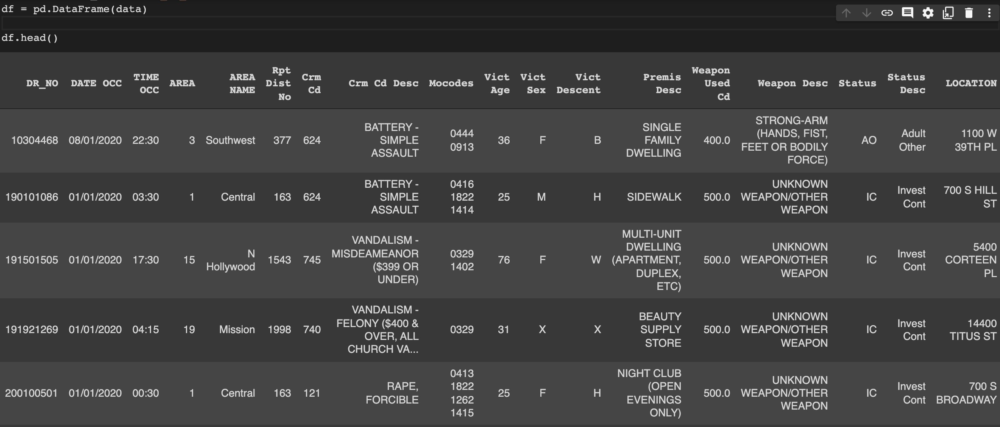 df = pd.DataFrame(data)
df.head()
DR_NO DATE OCC TIME OCC AREA AREA NAME Rpt Dist No Crm Cd Crm Cd Desc Mocodes Vict Age Vict Sex Vict Descent Premis Desc Weapon Used Cd Weapon Desc Status Status Desc LOCATION
10304468 08/01/2020 22:30 3 Southwest 377 624 BATTERY - SIMPLE ASSAULT 0444 0913 36 F B SINGLE FAMILY DWELLING 400.0 STRONG-ARM (HANDS, FIST, FEET OR BODILY FORCE) AO Adult Other 1100 W 39TH PL
190101086 01/01/2020 03:30 1 Central 163 624 BATTERY - SIMPLE ASSAULT 0416 1822 1414 25 M H SIDEWALK 500.0 UNKNOWN WEAPON/OTHER WEAPON IC Invest Cont 700 S HILL ST
191501505 01/01/2020 17:30 15 N Hollywood 1543 745 VANDALISM - MISDEAMEANOR ($399 OR UNDER) 0329 1402 76 F W MULTI-UNIT DWELLING (APARTMENT, DUPLEX, ETC) 500.0 UNKNOWN WEAPON/OTHER WEAPON IC Invest Cont 5400 CORTEEN PL
191921269 01/01/2020 04:15 19 Mission 1998 740 VANDALISM - FELONY ($400 & OVER, ALL CHURCH VA... 0329 31 X X BEAUTY SUPPLY STORE 500.0 UNKNOWN WEAPON/OTHER WEAPON IC Invest Cont 14400 TITUS ST
200100501 01/01/2020 00:30 1 Central 163 121 RAPE, FORCIBLE 0413 1822 1262 1415 25 F H NIGHT CLUB (OPEN EVENINGS ONLY) 500.0 UNKNOWN WEAPON/OTHER WEAPON IC Invest Cont 700 S BROADWAY